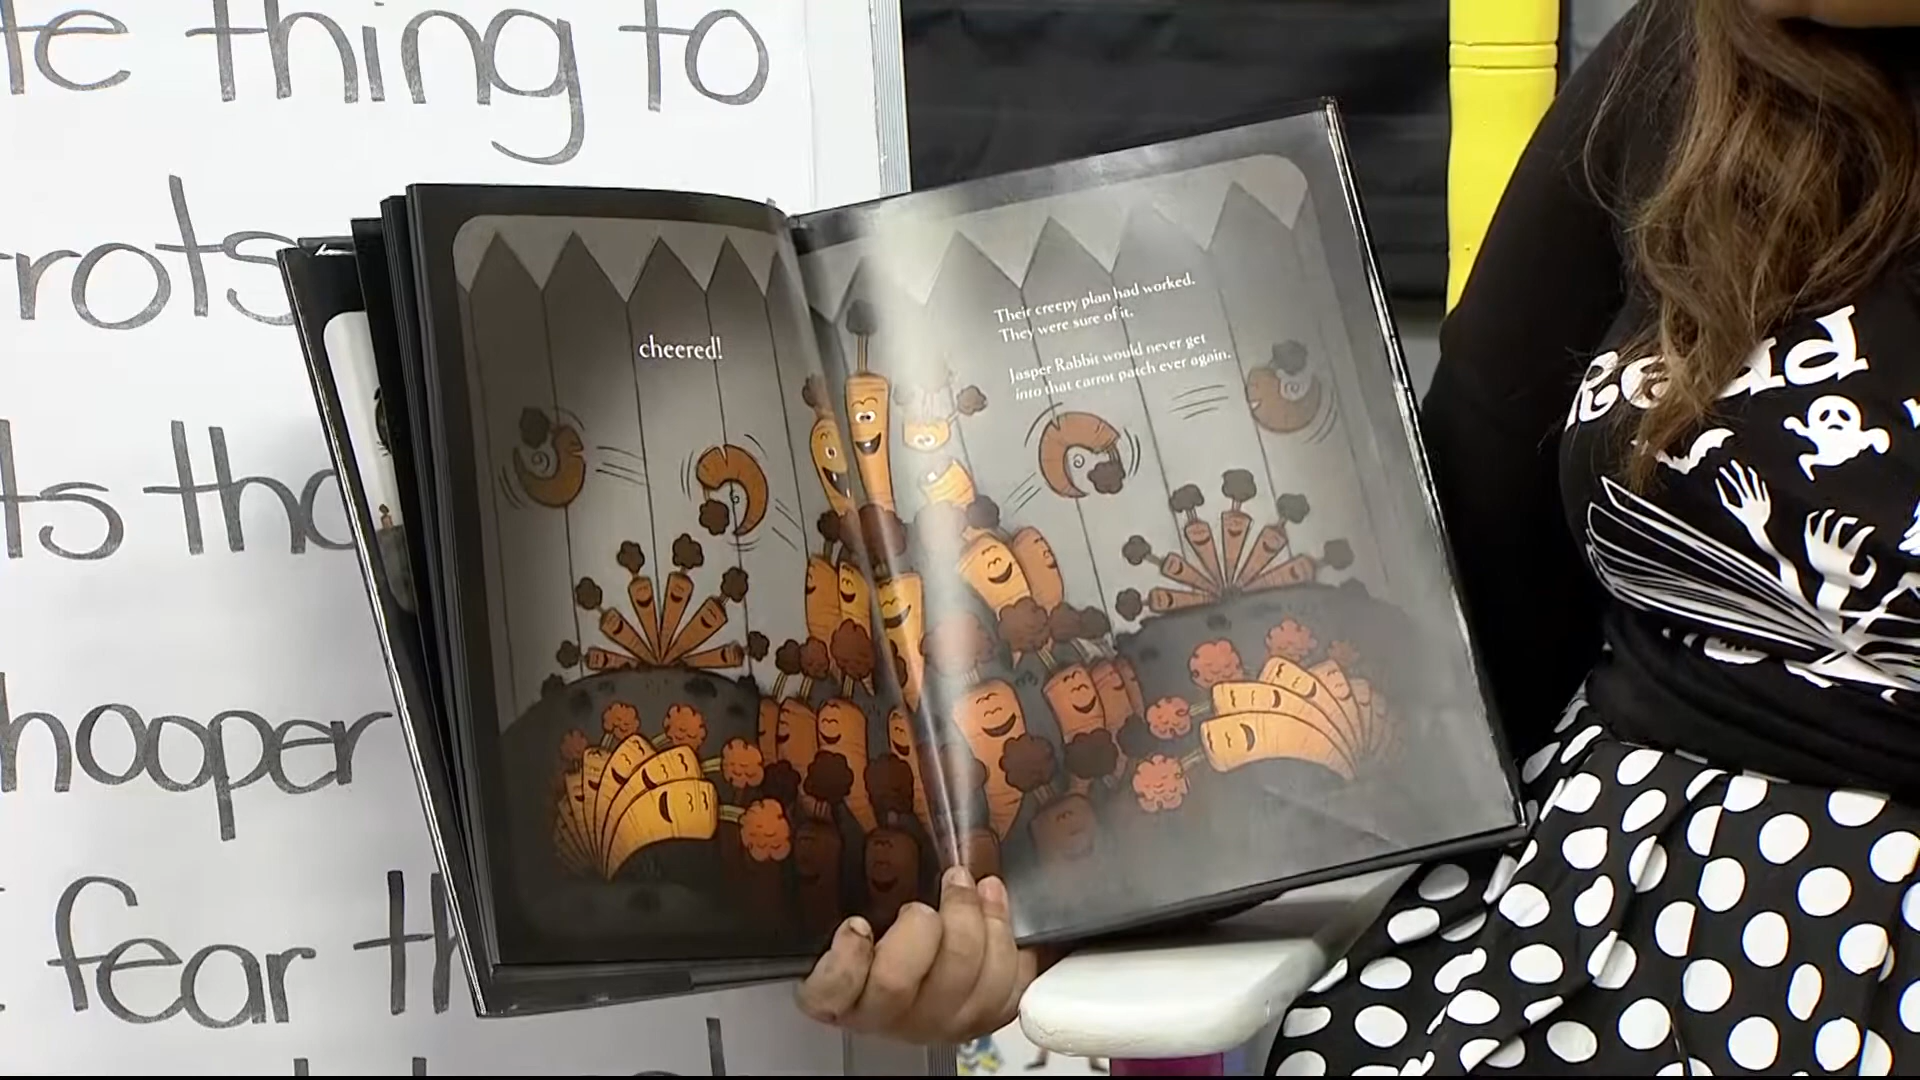 te thing to
rrots
ts tha
hooper
fear th
cheered!
Their creepy plan had worked.
They were sure of it.
Jasper Rabbit would never get
into that carrot patch ever again.
Read